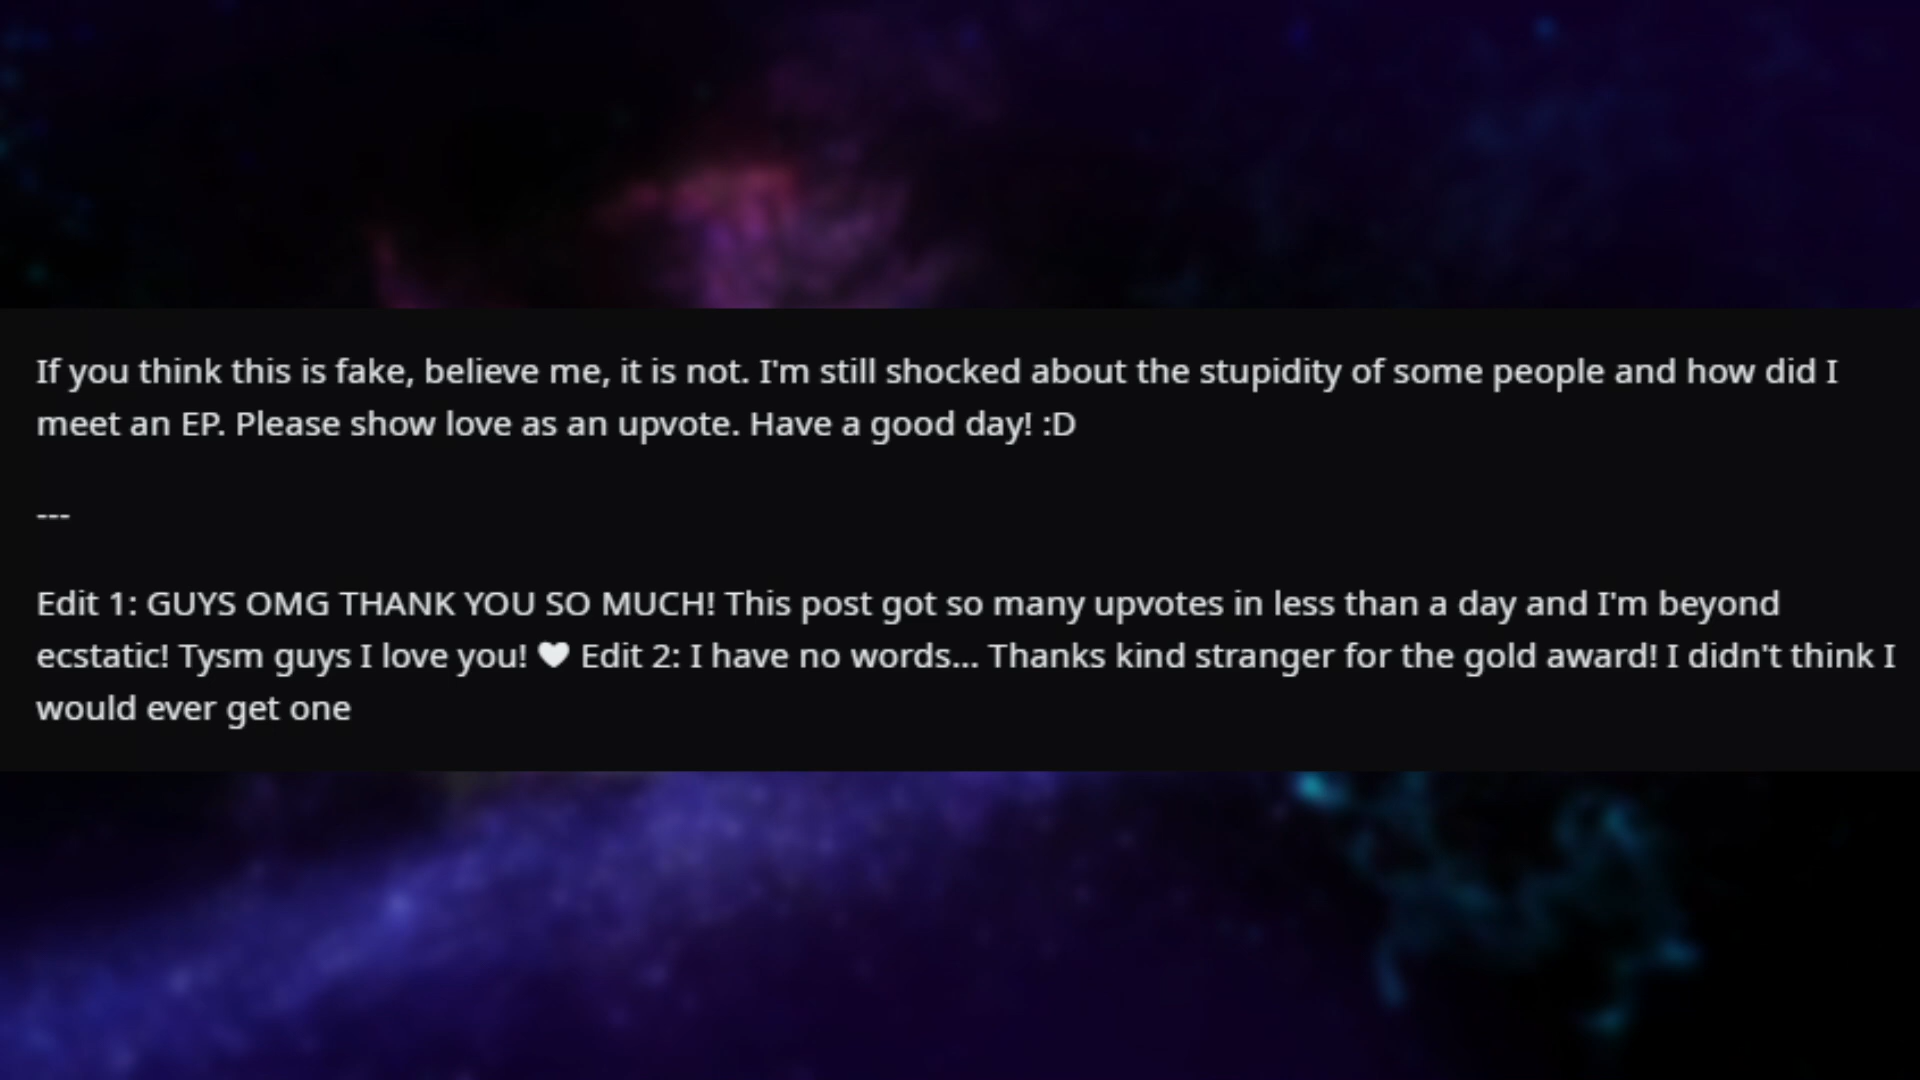 If you think this is fake, believe me, it is not. I'm still shocked about the stupidity of some people and how did I
meet an EP. Please show love as an upvote. Have a good day! :D
---
Edit 1: GUYS OMG THANK YOU SO MUCH! This post got so many upvotes in less than a day and I'm beyond
ecstatic! Tysm guys I love you! ♥ Edit 2: I have no words... Thanks kind stranger for the gold award! I didn't think I
would ever get one